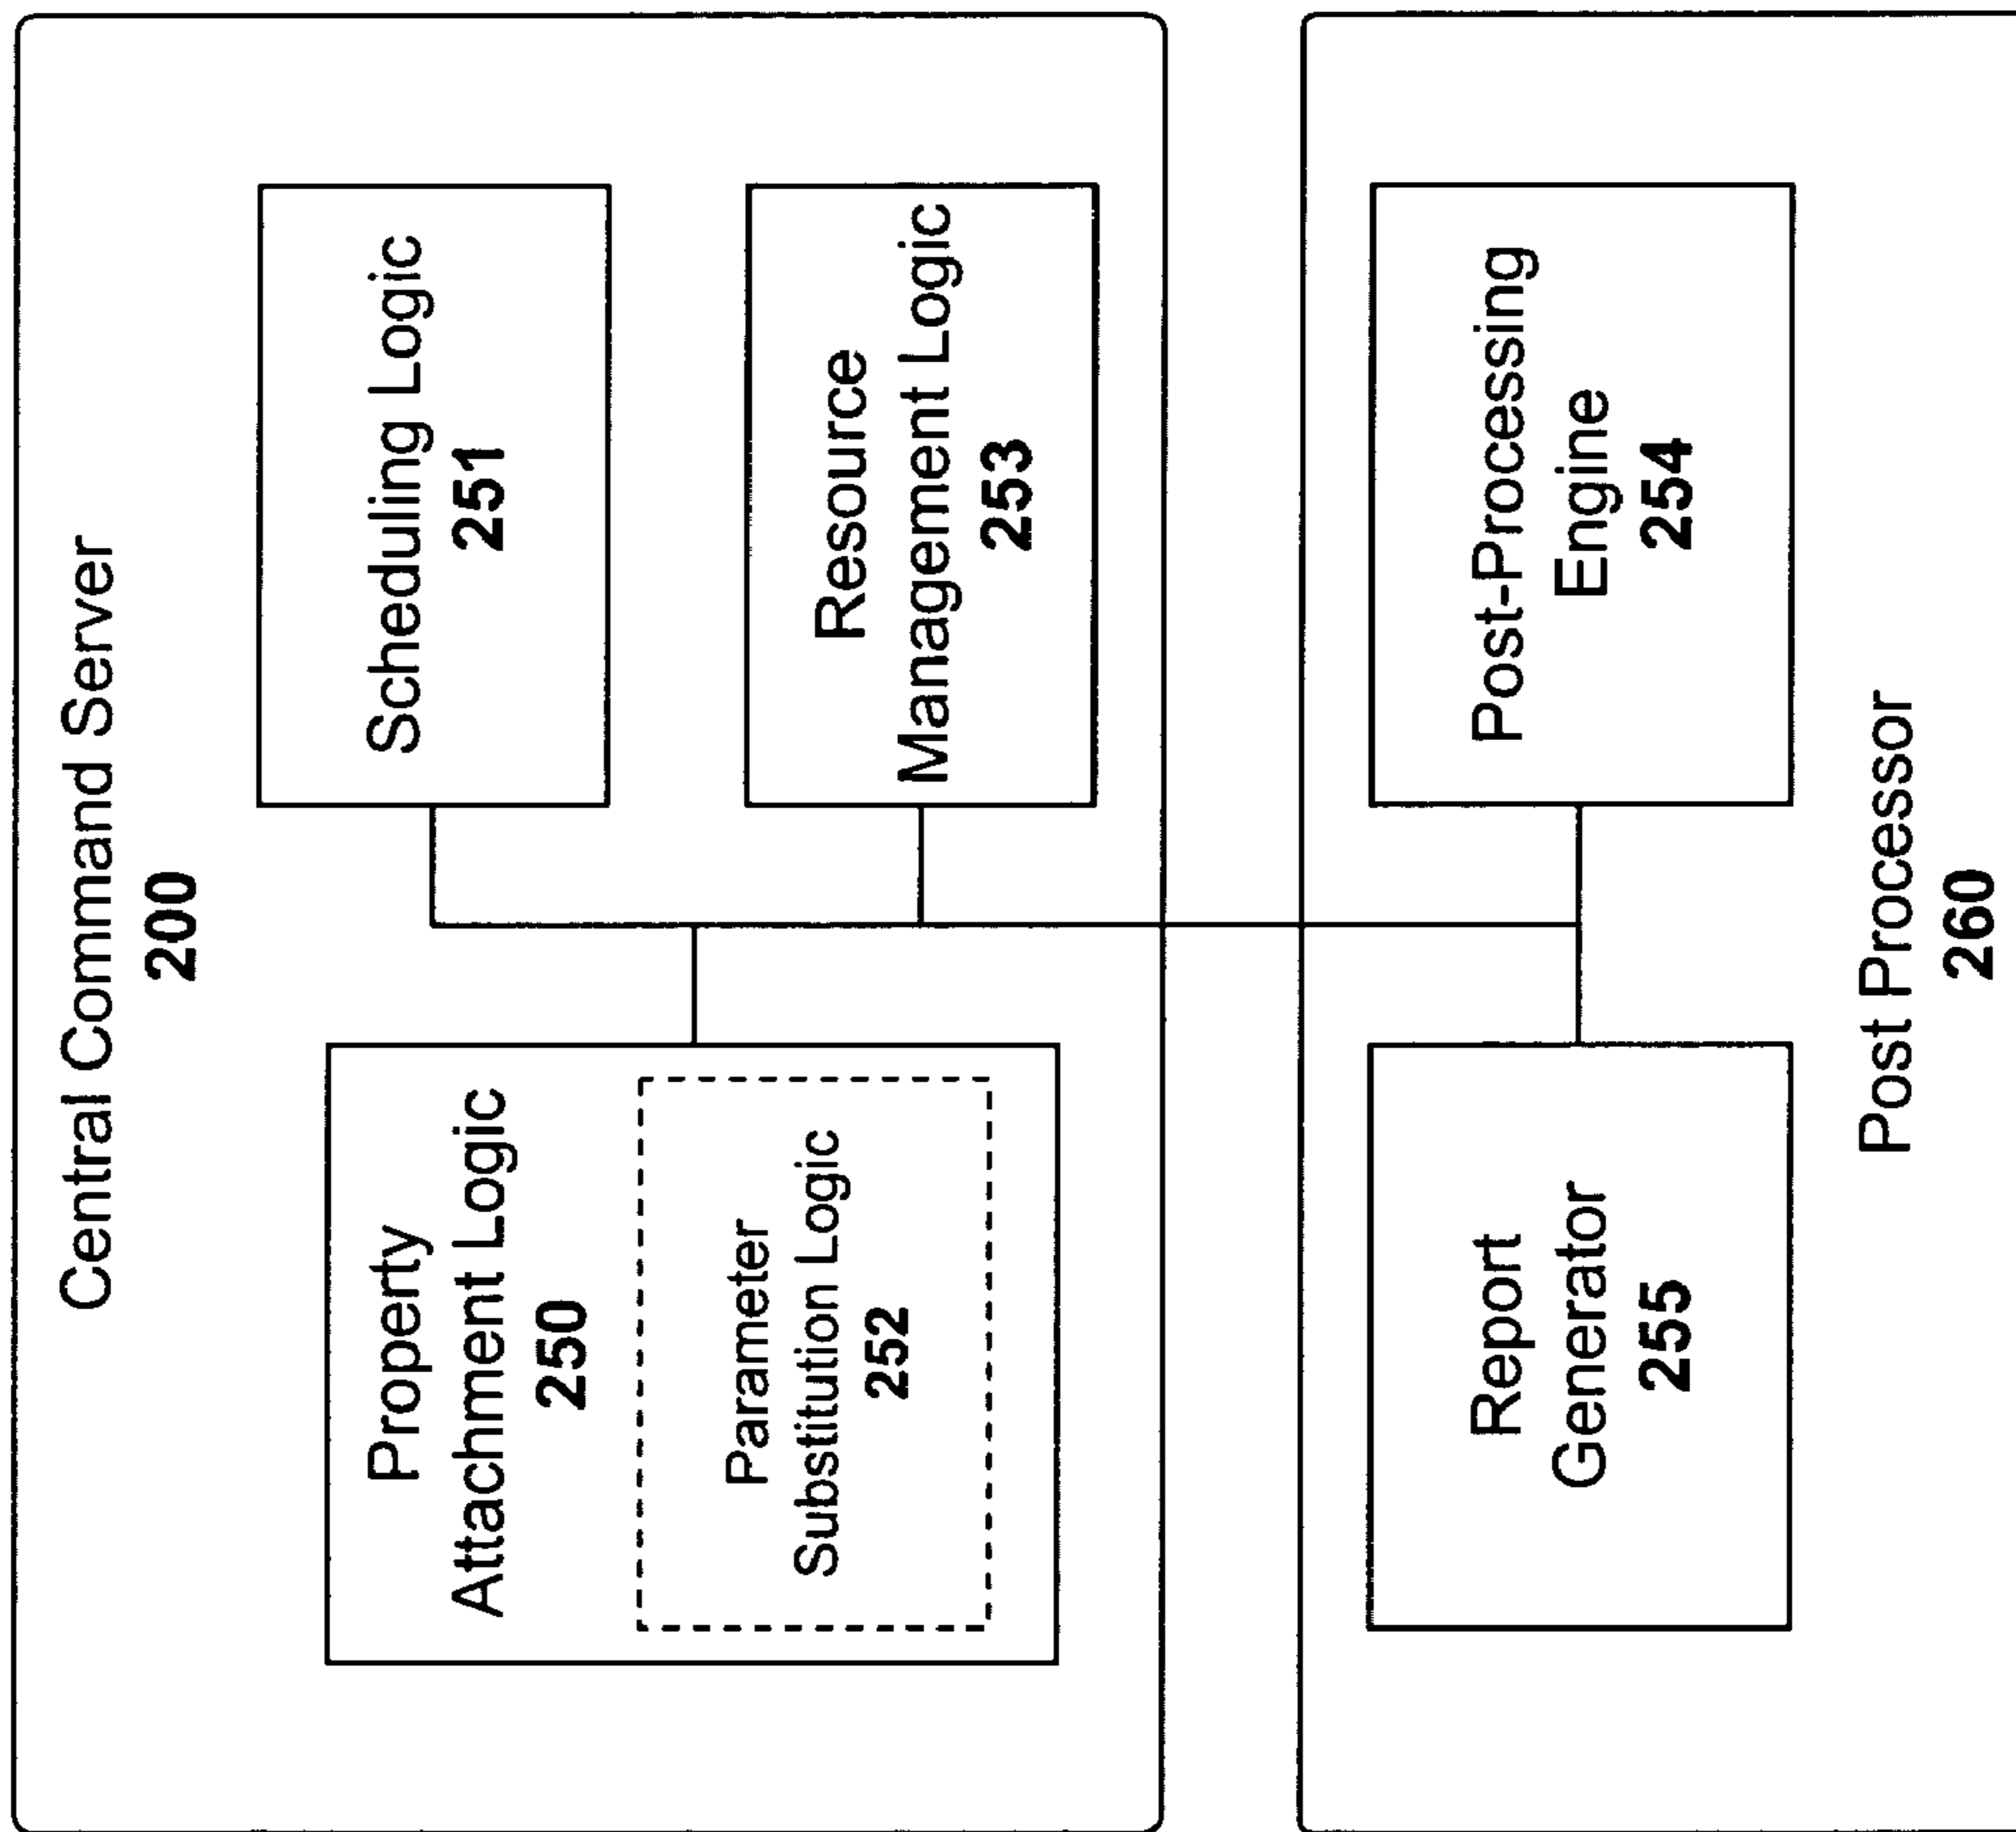 Central Command Server
200
Property
Attachment Logic
250
Parameter
Substitution Logic
252
Scheduling Logic
251
Resource
Management Logic
253
Report
Generator
255
Post-Processing
Engine
254
Post Processor
260